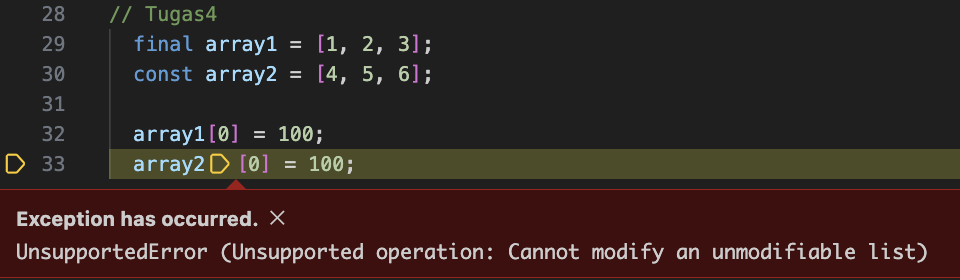 28 // Tugas4
29 final array1 = [1, 2, 3];
30 const array2 = [4, 5, 6];
31
32 array1[0] = 100;
33 array2 [0] = 100;
Exception has occurred. ×
UnsupportedError (Unsupported operation: Cannot modify an unmodifiable list)